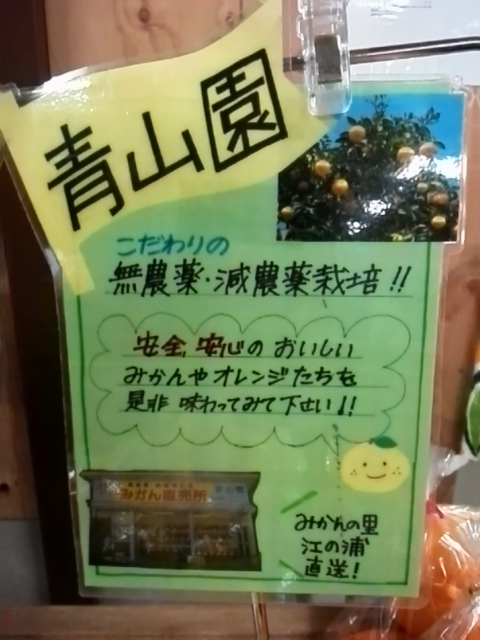 青山園
こだわりの
無農薬・減農薬栽培!!
安全 安心の おいしい
みかんや オレンジたちを
是非 味わってみて下さい!!
みかん直売所
みかんの里
江の浦
直送!